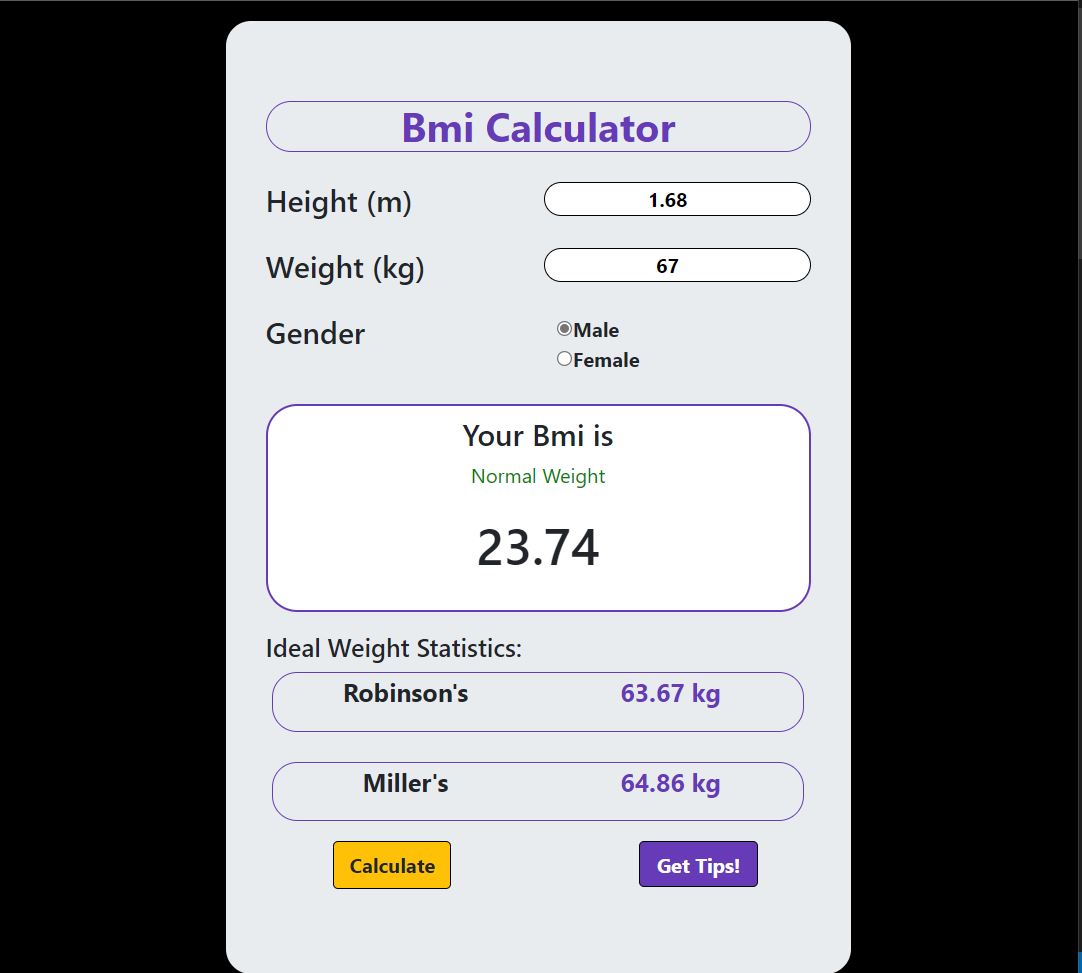 Bmi Calculator
Height (m) 1.68
Weight (kg) 67
Gender Male
Female
Your Bmi is
Normal Weight
23.74
Ideal Weight Statistics:
Robinson's 63.67 kg
Miller's 64.86 kg
Calculate Get Tips!